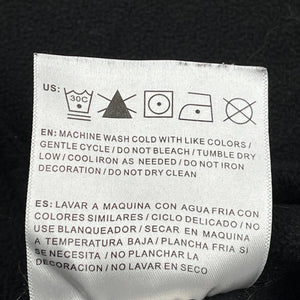 US:
30C
EN: MACHINE WASH COLD WITH LIKE COLORS /
GENTLE CYCLE / DO NOT BLEACH / TUMBLE DRY
LOW / COOL IRON AS NEEDED / DO NOT IRON
DECORATION / DO NOT DRY CLEAN
ES: LAVAR A MAQUINA CON AGUA FRIA CON
COLORES SIMILARES / CICLO DELICADO / NO
USE BLANQUEADOR / SECAR EN MAQUINA
A TEMPERATURA BAJA / PLANCHA FRIA SI
SE NECESITA / NO PLANCHAR LA
DECORACION / NO LAVAR EN SECO